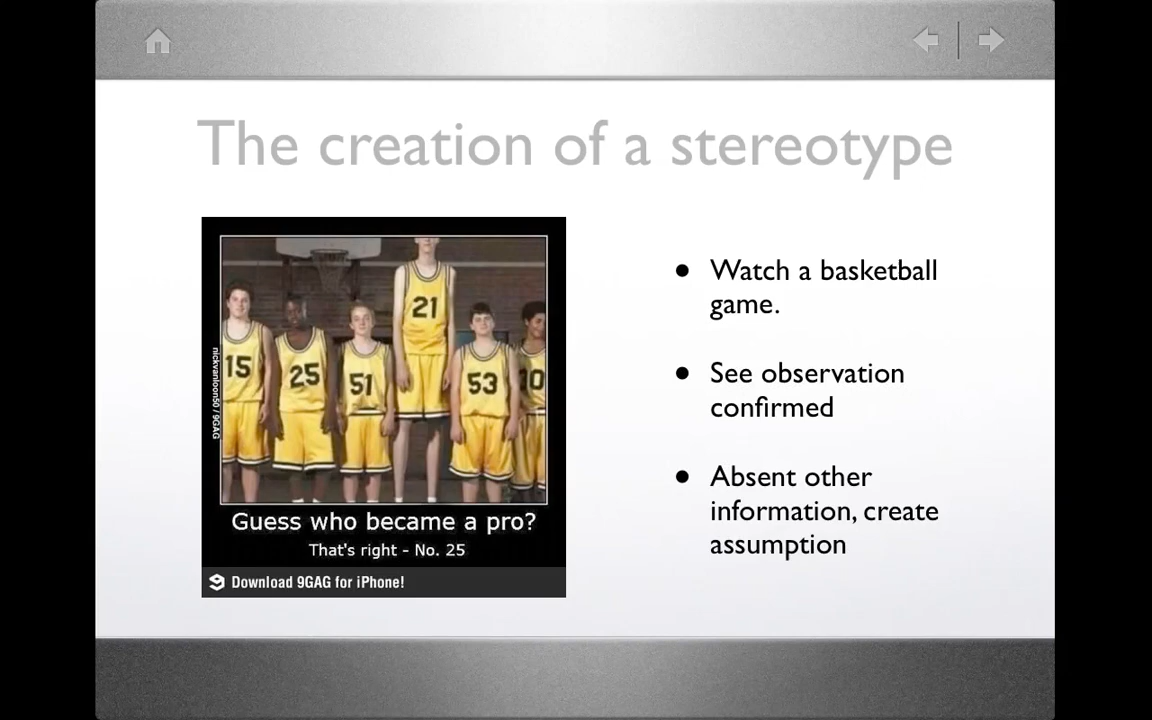 The creation of a stereotype
15
25
51
21
53
nickvanloon50 / 9GAG
Guess who became a pro?
That's right - No. 25
Download 9GAG for iPhone!
• Watch a basketball
game.
• See observation
confirmed
• Absent other
information, create
assumption